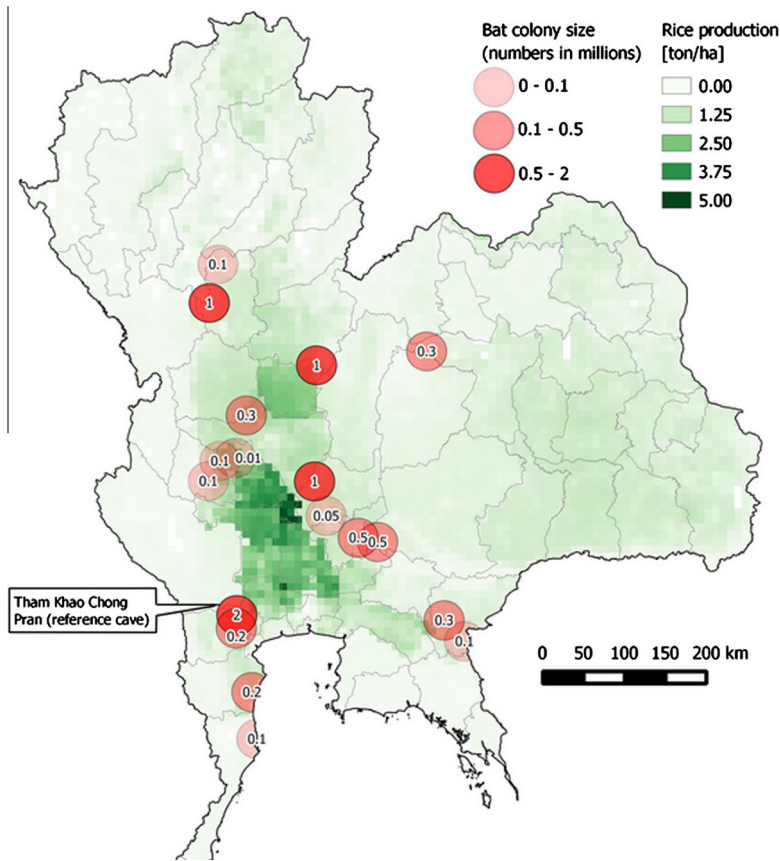 Bat colony size
(numbers in millions)
0 - 0.1
0.1 - 0.5
0.5 - 2
Rice production
[ton/ha]
0.00
1.25
2.50
3.75
5.00
0.1
1
1
0.3
0.3
0.1
0.01
0.1
1
0.05
0.5
0.5
Tham Khao Chong
Pran (reference cave)
2
0.2
0.3
0.1
0.2
0.1
0 50 100 150 200 km